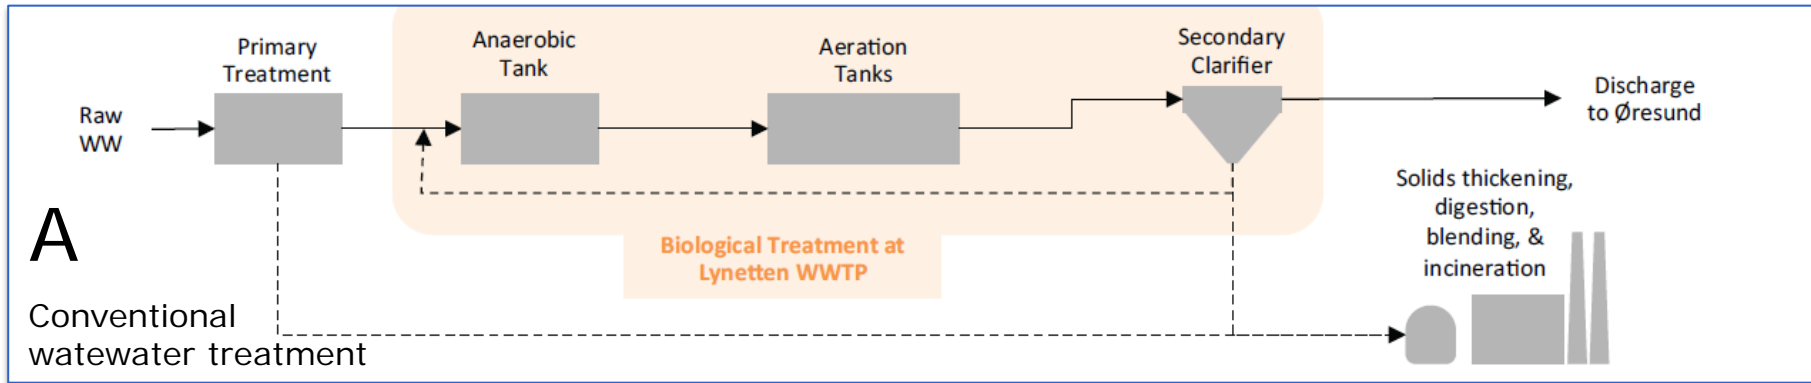 Primary
Treatment
Anaerobic
Tank
Aeration
Tanks
Secondary
Clarifier
Raw
WW
Discharge
to Øresund
Solids thickening,
digestion,
blending, &
incineration
A
Biological Treatment at
Lynetten WWTP
Conventional
watewater treatment